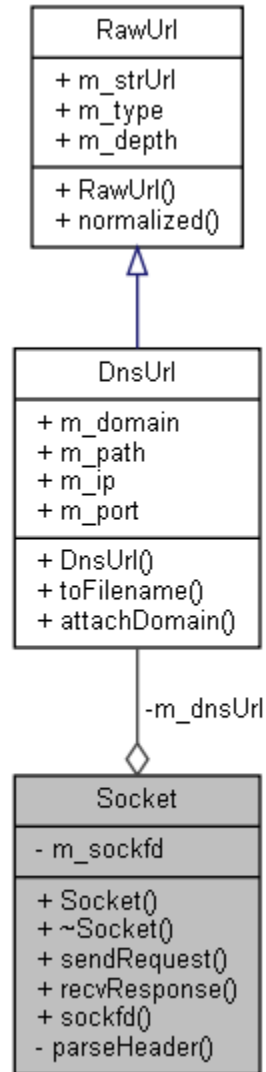 RawUrl
+ m_strUrl
+ m_type
+ m_depth
+ RawUrl()
+ normalized()
DnsUrl
+ m_domain
+ m_path
+ m_ip
+ m_port
+ DnsUrl()
+ toFilename()
+ attachDomain()
-m_dnsUrl
Socket
- m_sockfd
+ Socket()
+ ~Socket()
+ sendRequest()
+ recvResponse()
+ sockfd()
- parseHeader()